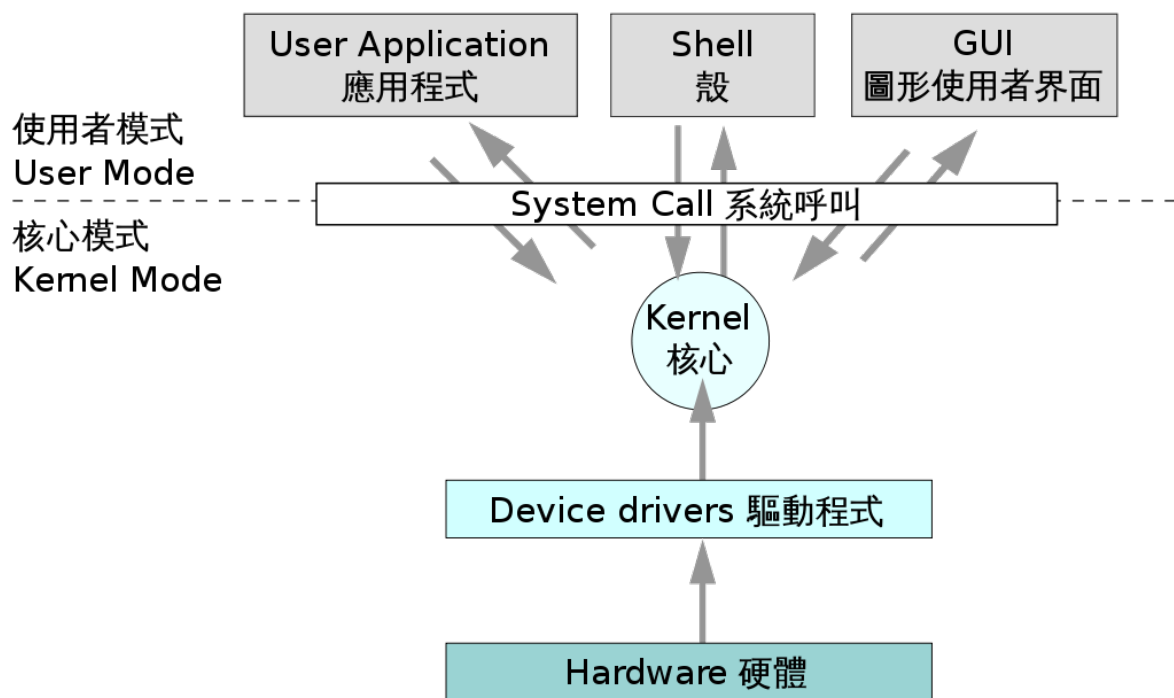 User Application
應用程式
Shell
殼
GUI
圖形使用者界面
使用者模式
User Mode
System Call 系統呼叫
核心模式
Kernel Mode
Kernel
核心
Device drivers 驅動程式
Hardware 硬體